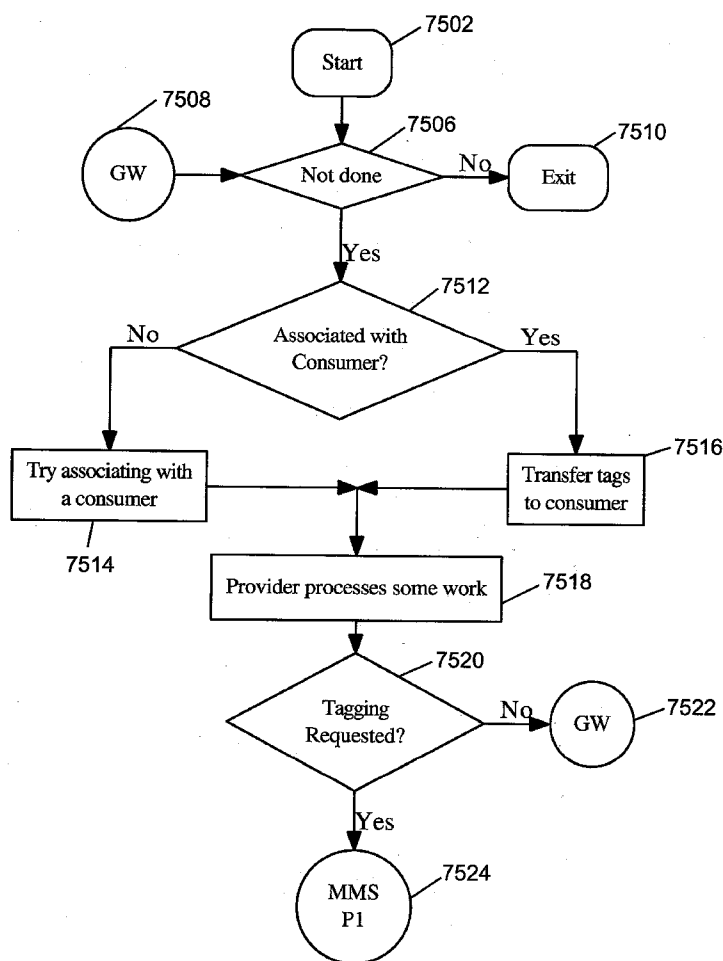 7502
Start
7508
7506
7510
GW
Not done
No
Exit
Yes
7512
No
Associated with
Consumer?
Yes
7516
Try associating with
a consumer
Transfer tags
to consumer
7514
Provider processes some work
7518
7520
Tagging
Requested?
No
GW
7522
Yes
MMS
P1
7524